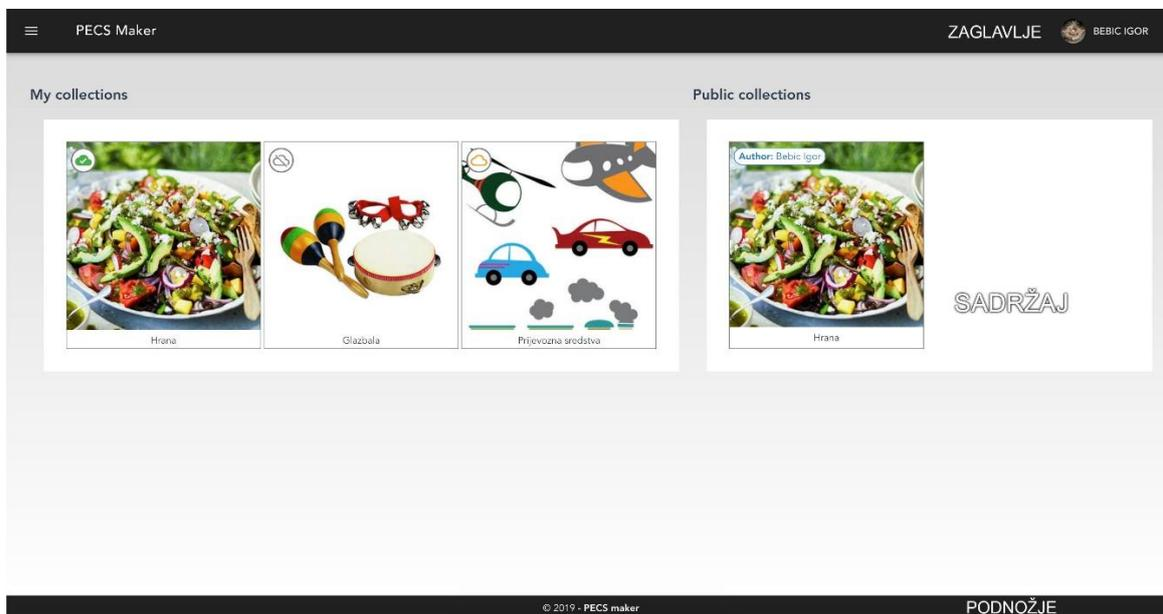 PECS Maker
ZAGLAVLJE
BEBIC IGOR
My collections
Public collections
Hrana
Glazbala
Prijevozna sredstva
Author: Bebic Igor
Hrana
SADRŽAJ
© 2019 - PECS maker
PODNOŽJE